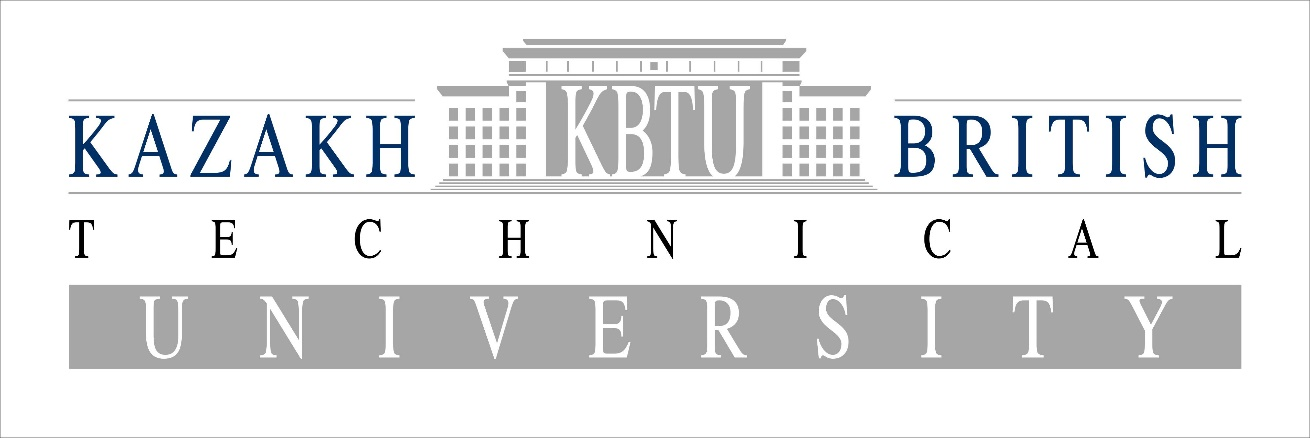 KAZAKH KBTU BRITISH
TECHNICAL
UNIVERSITY